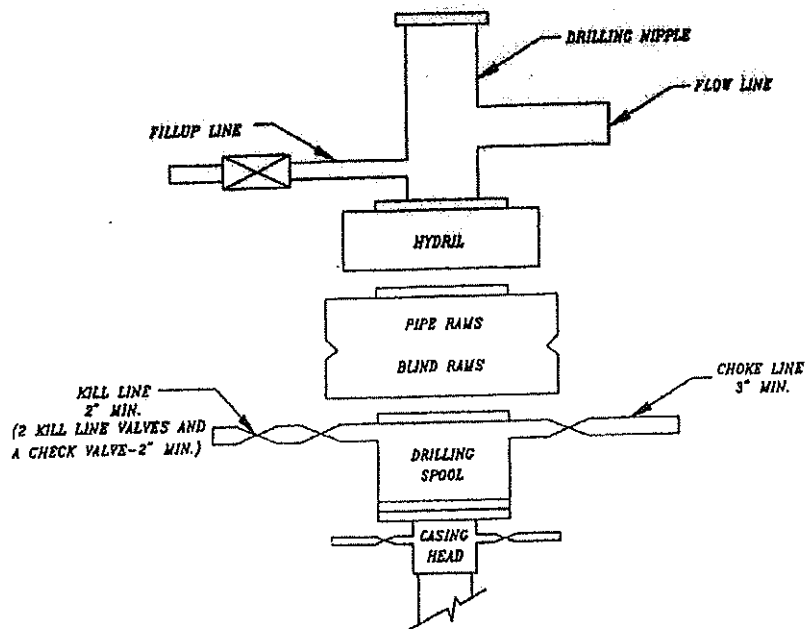 DRILLING NIPPLE
FLOW LINE
FILLUP LINE
HYDRIL
PIPE RAMS
BLIND RAMS
KILL LINE
2" MIN.
(2 KILL LINE VALVES AND
A CHECK VALVE-2" MIN.)
CHOKE LINE
3" MIN.
DRILLING
SPOOL
CASING
HEAD